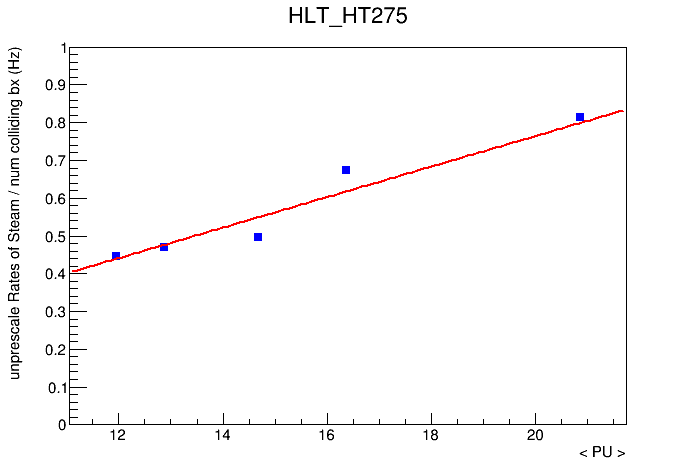 HLT_HT275
unprescale Rates of Steam / num colliding bx (Hz)
1
0.9
0.8
0.7
0.6
0.5
0.4
0.3
0.2
0.1
0
12 14 16 18 20
< PU >